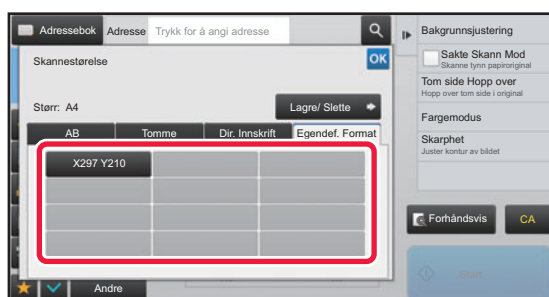 Adressebok Adresse Trykk for å angi adresse
Skannestørelse
OK
Størr: A4
Lagre/ Slette
AB Tomme Dir. Innskrift Egendef. Format
X297 Y210
Andre
Bakgrunnsjustering
Sakte Skann Mod
Skanne tynn papiroriginal
Tom side Hopp over
Hopp over tom side i original
Fargemodus
Skarphet
Juster kontur av bildet
Forhåndsvis
CA
Start